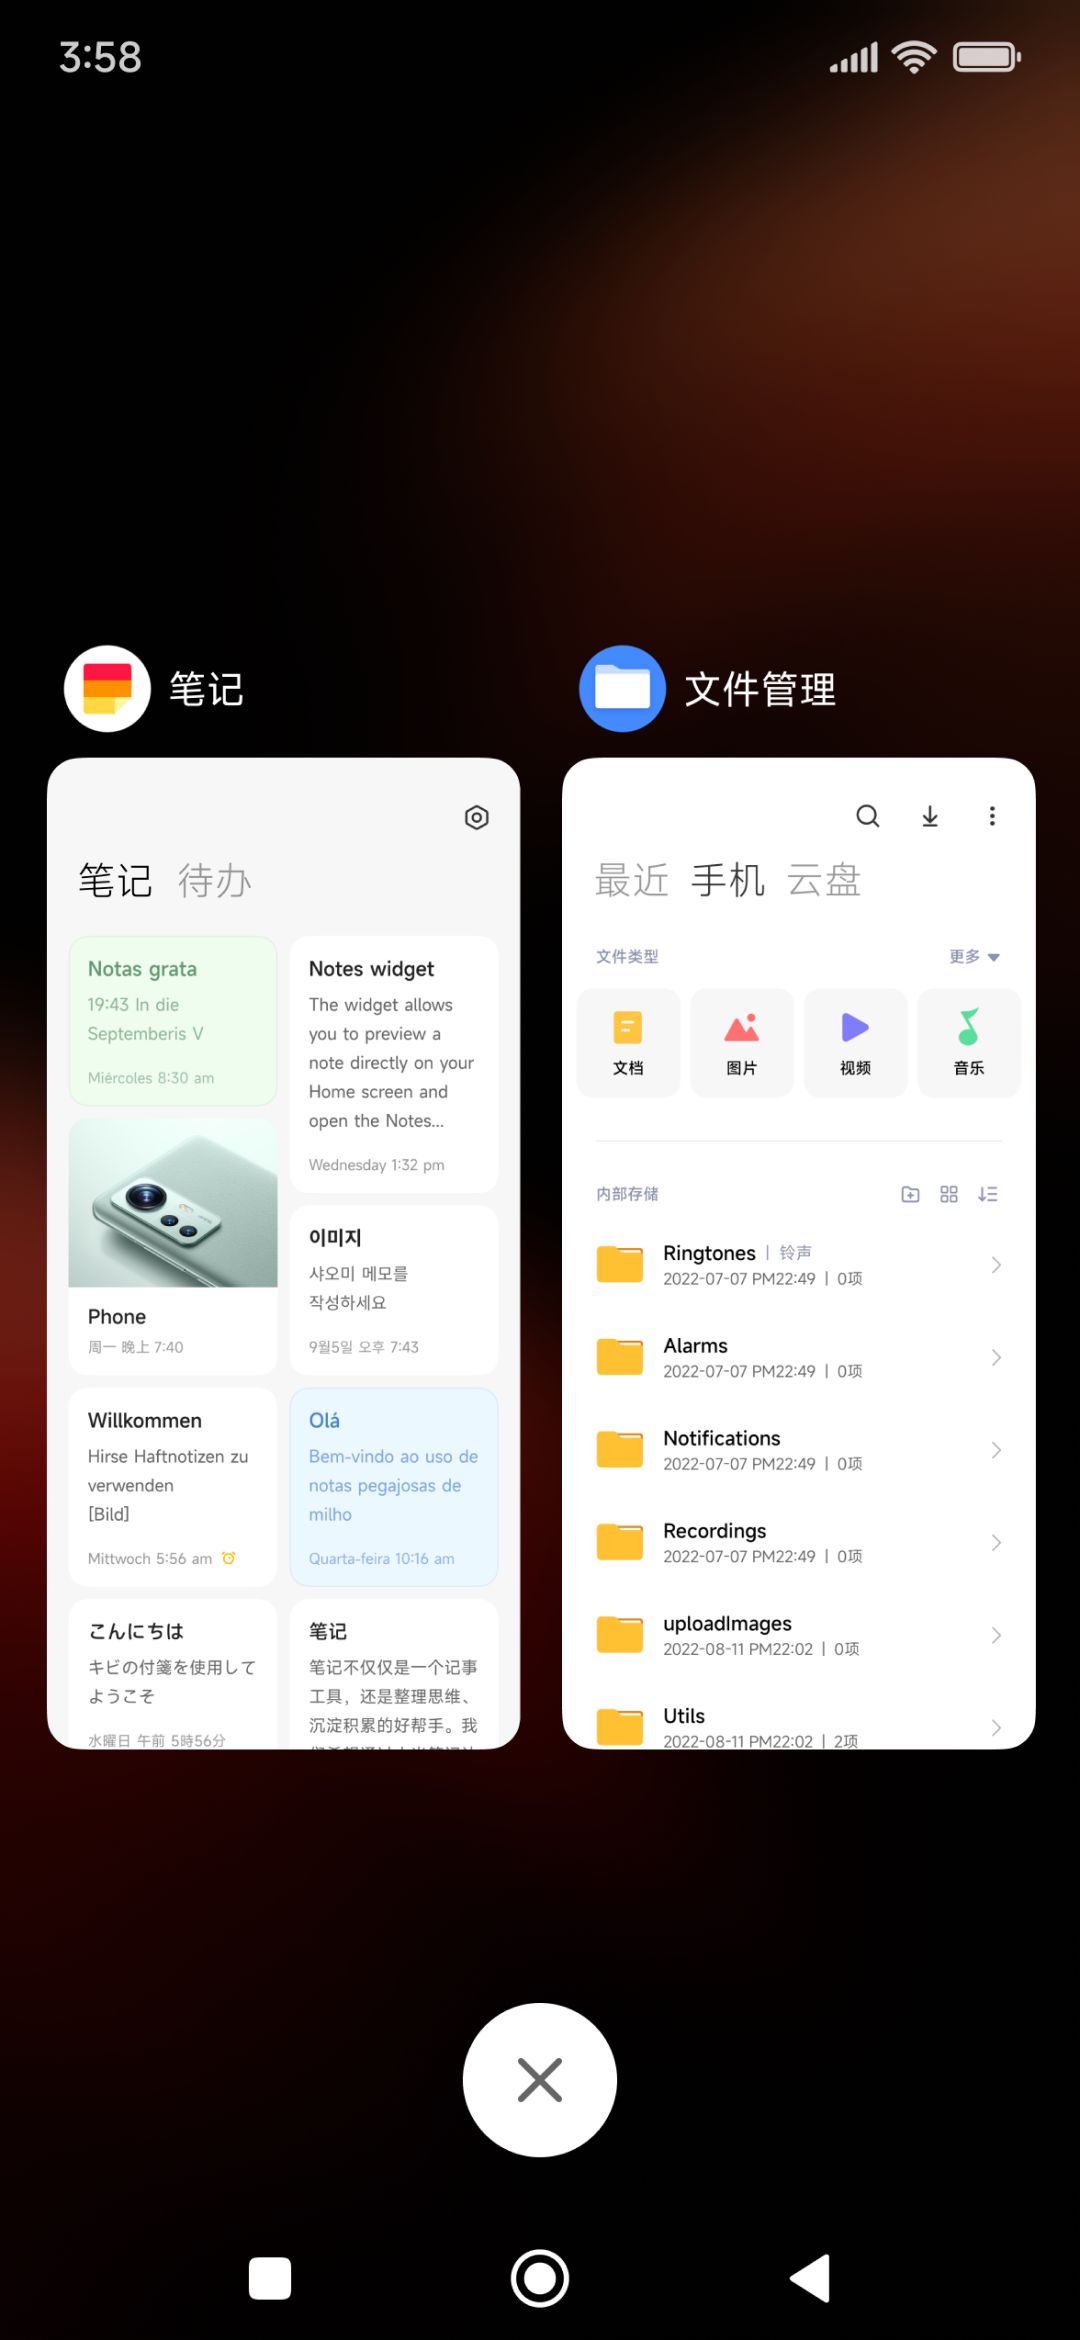 3:58
笔记
笔记 待办
Notas grata
19:43 In die
Septemberis V
Miércoles 8:30 am
Phone
周一 晚上 7:40
Willkommen
Hirse Haftnotizen zu
verwenden
[Bild]
Mittwoch 5:56 am
こんにちは
キビの付箋を使用して
ようこそ
水曜日 午前 5時56分
Notes widget
The widget allows
you to preview a
note directly on your
Home screen and
open the Notes...
Wednesday 1:32 pm
이미지
샤오미 메모를
작성하세요
9월5일 오후 7:43
Olá
Bem-vindo ao uso de
notas pegajosas de
milho
Quarta-feira 10:16 am
笔记
笔记不仅仅是一个记事
工具，还是整理思维、
沉淀积累的好帮手。我
文件管理
最近 手机 云盘
文件类型 更多
文档 图片 视频 音乐
内部存储
Ringtones | 铃声
2022-07-07 PM22:49 | 0项
Alarms
2022-07-07 PM22:49 | 0项
Notifications
2022-07-07 PM22:49 | 0项
Recordings
2022-07-07 PM22:49 | 0项
uploadImages
2022-08-11 PM22:02 | 0项
Utils
2022-08-11 PM22:02 | 2项